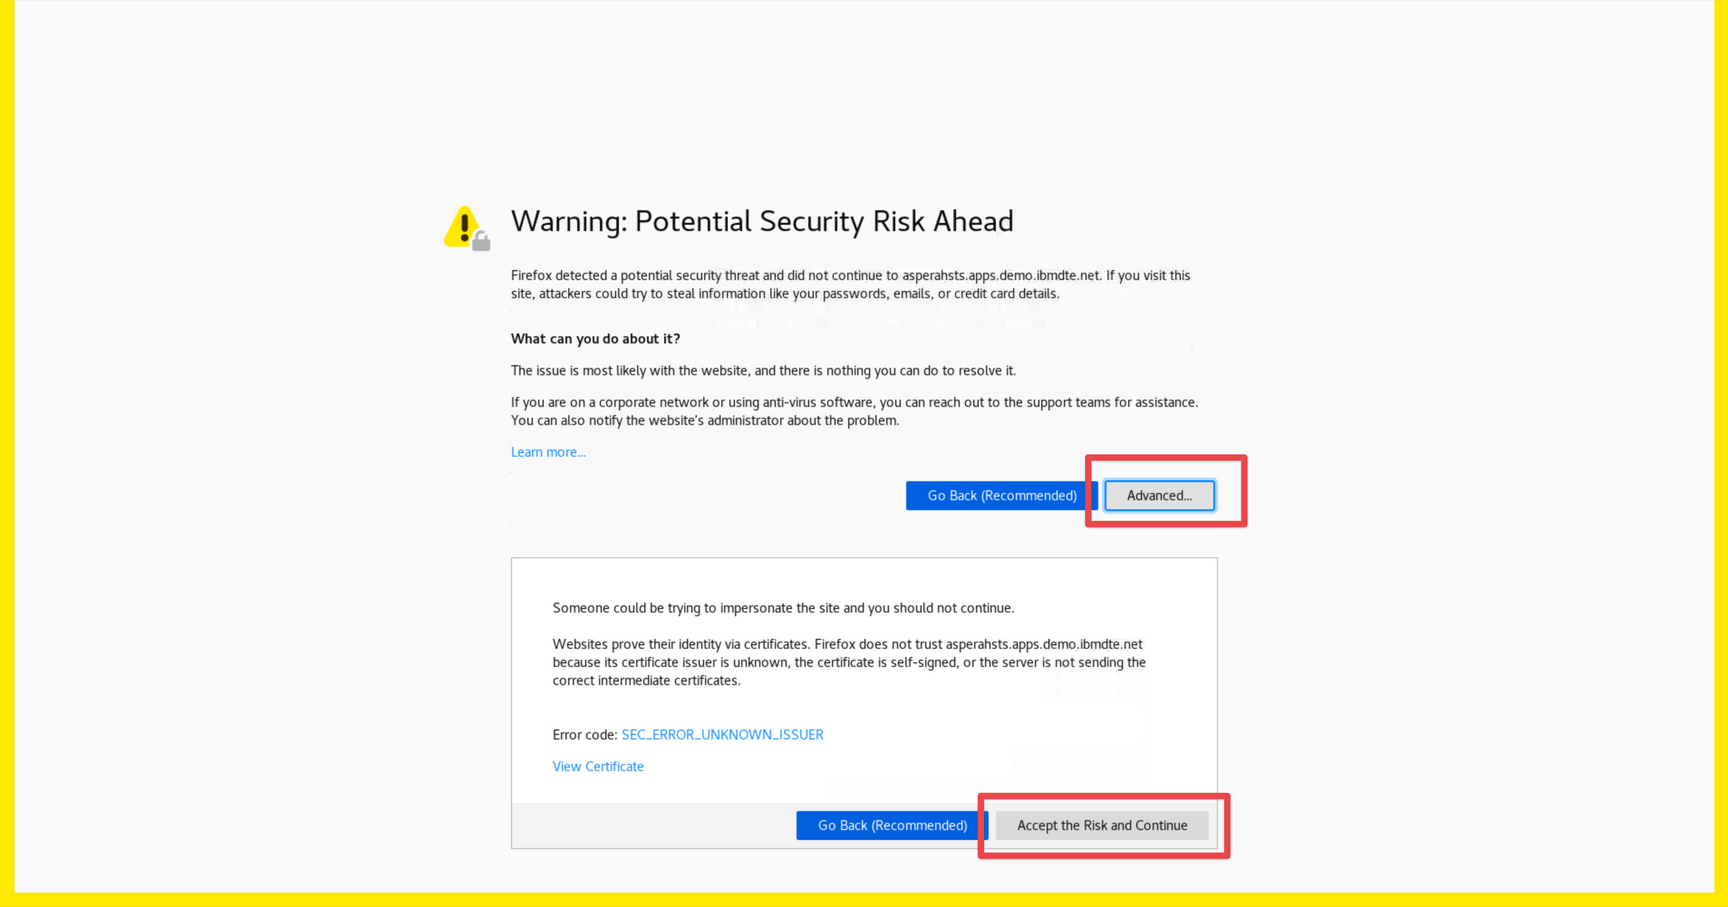 Warning: Potential Security Risk Ahead
Firefox detected a potential security threat and did not continue to asperahsts.apps.demo.ibmdte.net. If you visit this
site, attackers could try to steal information like your passwords, emails, or credit card details.
What can you do about it?
The issue is most likely with the website, and there is nothing you can do to resolve it.
If you are on a corporate network or using anti-virus software, you can reach out to the support teams for assistance.
You can also notify the website's administrator about the problem.
Learn more...
Go Back (Recommended)
Advanced...
Someone could be trying to impersonate the site and you should not continue.
Websites prove their identity via certificates. Firefox does not trust asperahsts.apps.demo.ibmdte.net
because its certificate issuer is unknown, the certificate is self-signed, or the server is not sending the
correct intermediate certificates.
Error code: SEC_ERROR_UNKNOWN_ISSUER
View Certificate
Go Back (Recommended)
Accept the Risk and Continue